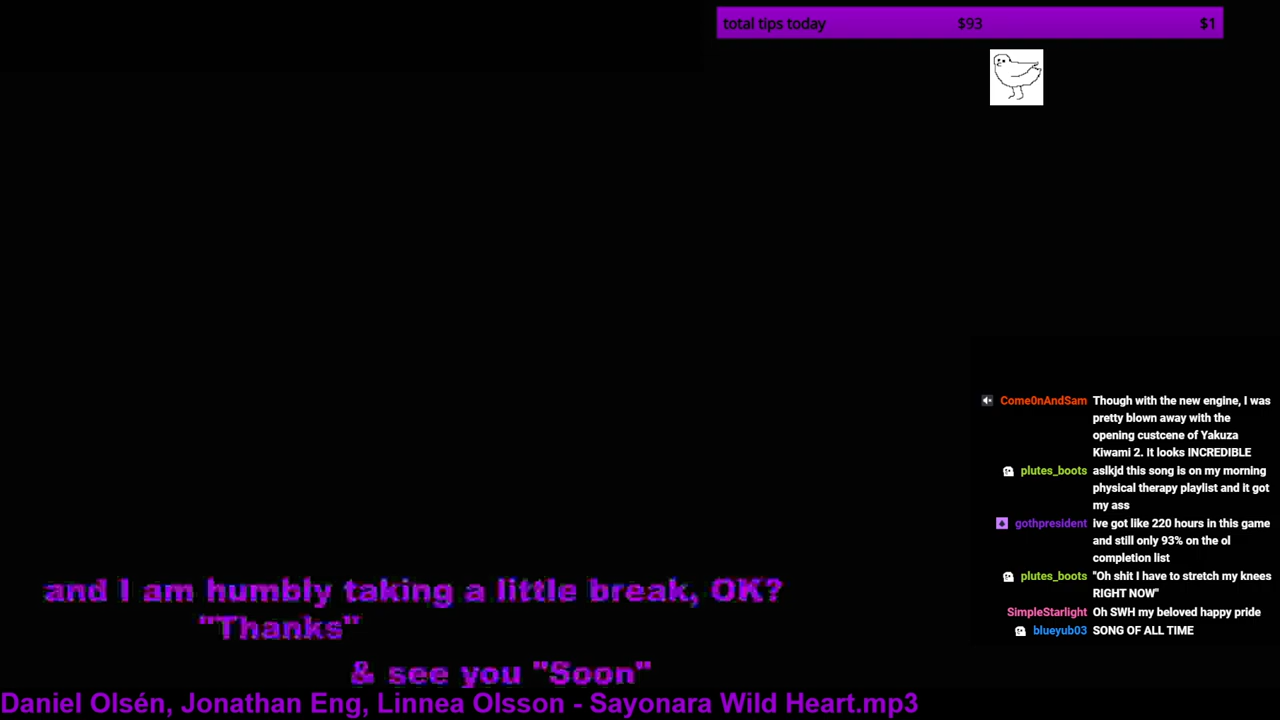 total tips today $93 $1
Come0nAndSam Though with the new engine, I was
pretty blown away with the
opening custcene of Yakuza
Kiwami 2. It looks INCREDIBLE
plutes_boots aslkjd this song is on my morning
physical therapy playlist and it got
my ass
gothpresident ive got like 220 hours in this game
and still only 93% on the ol
completion list
plutes_boots "Oh shit I have to stretch my knees
RIGHT NOW"
SimpleStarlight Oh SWH my beloved happy pride
blueyub03 SONG OF ALL TIME
and I am humbly taking a little break, OK?
"Thanks"
& see you "Soon"
Daniel Olsén, Jonathan Eng, Linnea Olsson - Sayonara Wild Heart.mp3